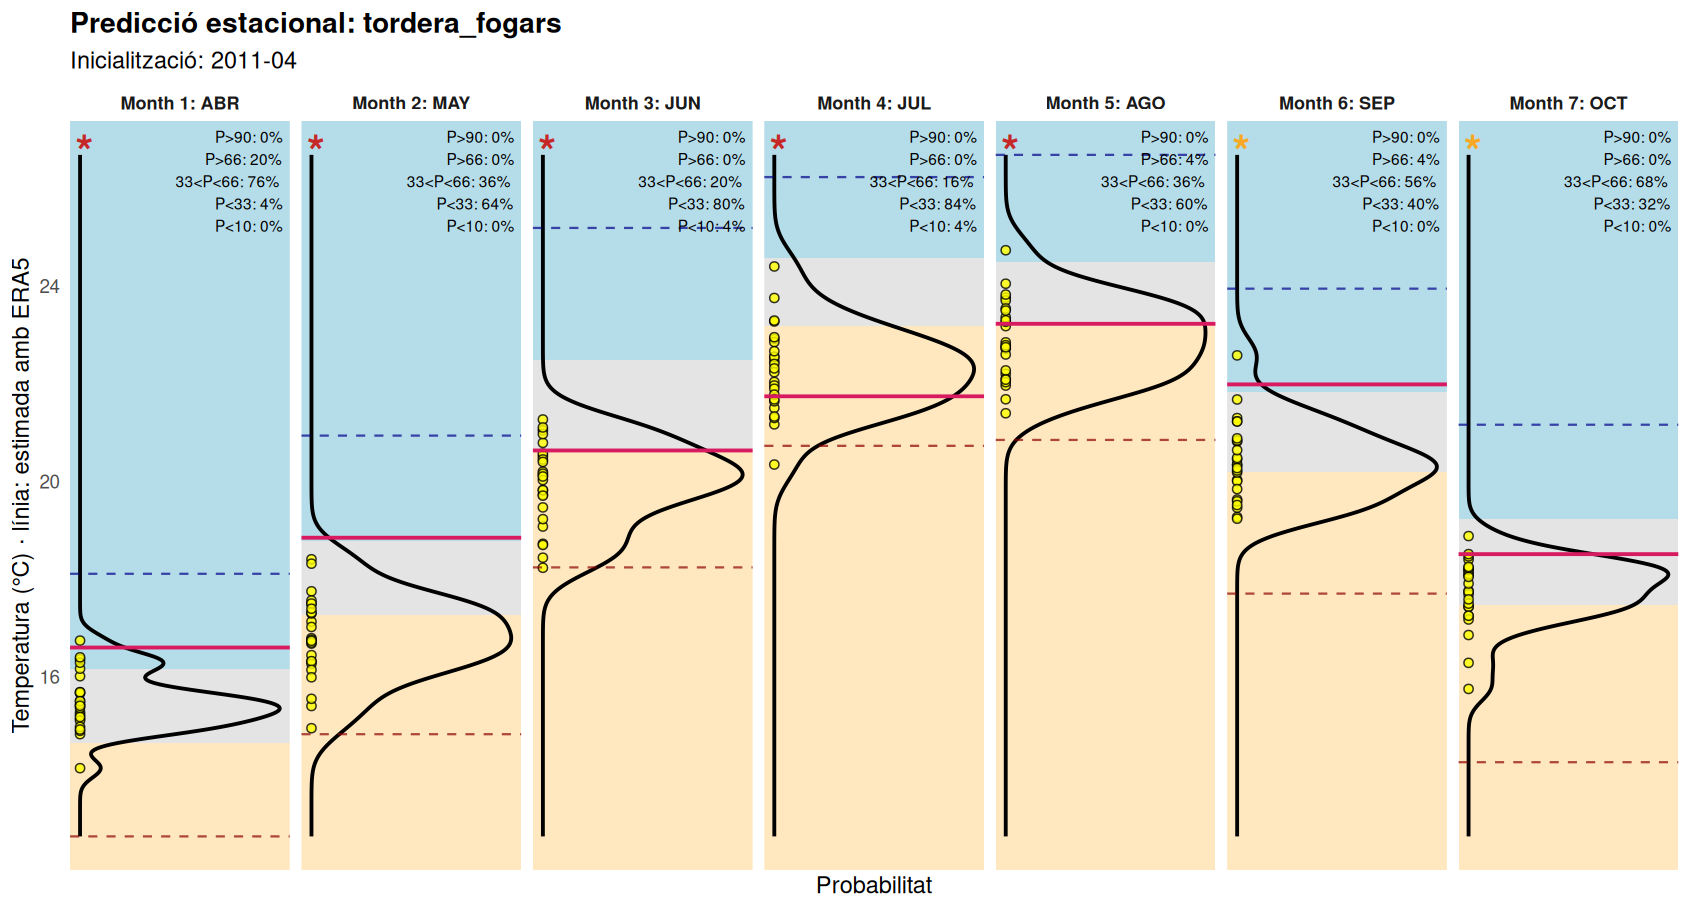 Predicció estacional: tordera_fogars
Inicialització: 2011-04
Month 1: ABR
Month 2: MAY
Month 3: JUN
Month 4: JUL
Month 5: AGO
Month 6: SEP
Month 7: OCT
*
P>90: 0%
P>66: 20%
33<P<66: 76%
P<33: 4%
P<10: 0%
*
P>90: 0%
P>66: 0%
33<P<66: 36%
P<33: 64%
P<10: 0%
*
P>90: 0%
P>66: 0%
33<P<66: 20%
P<33: 80%
P<10: 4%
*
P>90: 0%
P>66: 0%
33<P<66: 16%
P<33: 84%
P<10: 4%
*
P>90: 0%
P>66: 4%
33<P<66: 36%
P<33: 60%
P<10: 0%
*
P>90: 0%
P>66: 4%
33<P<66: 56%
P<33: 40%
P<10: 0%
*
P>90: 0%
P>66: 0%
33<P<66: 68%
P<33: 32%
P<10: 0%
Temperatura (°C) · línia: estimada amb ERA5
24
20
16
Probabilitat